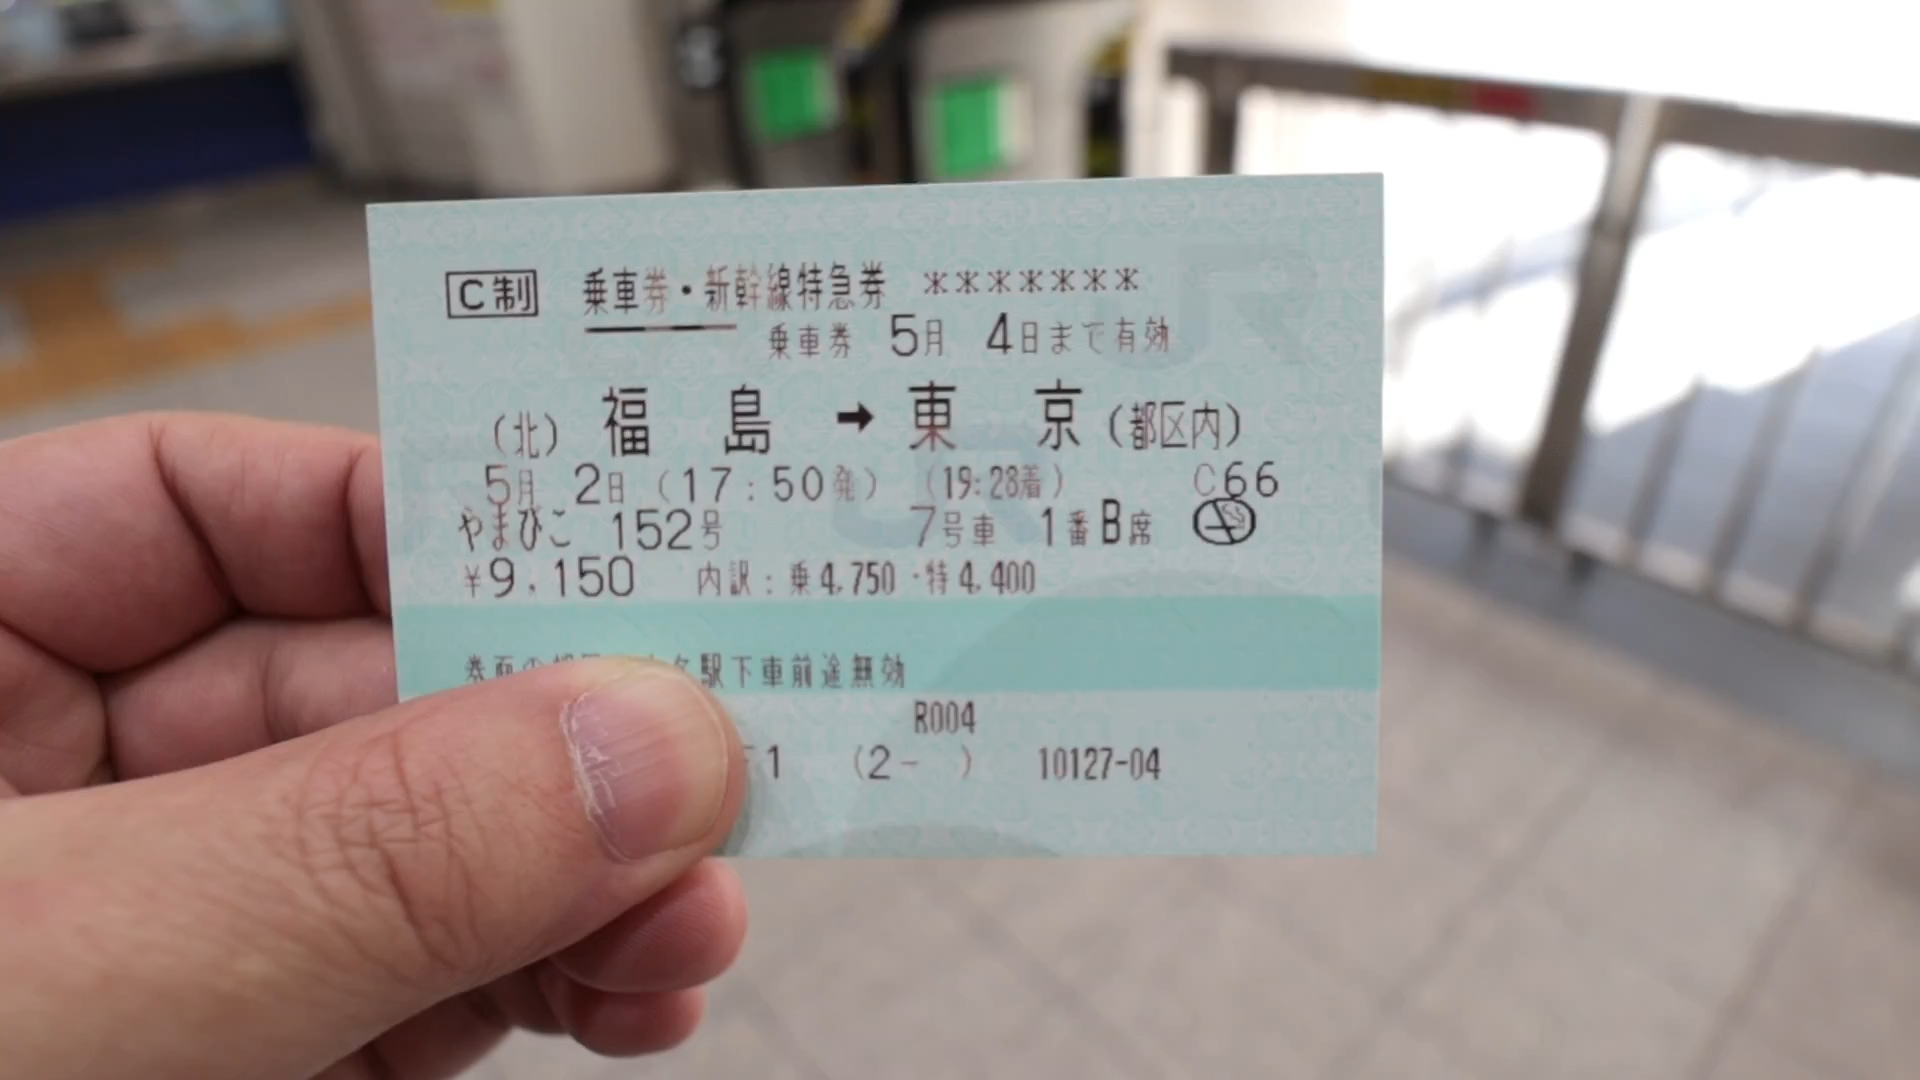 C制 乗車券・新幹線特急券 *******
乗車券 5月 4日まで有効
(北) 福 島 → 東 京 (都区内)
5月 2日 (17:50発) (19:28着) C66
やまびこ 152号 7号車 1番B席
¥9,150 内訳:乗4,750・特4,400
券面の 各駅下車前途無効
R004
1 (2- ) 10127-04